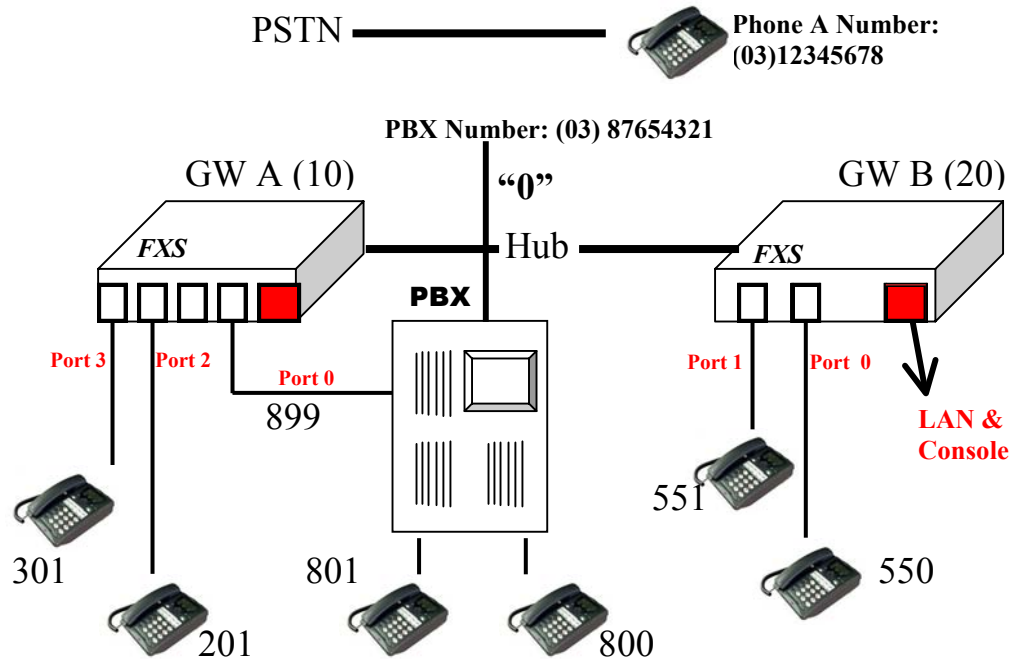 PSTN
Phone A Number:
(03)12345678
PBX Number: (03) 87654321
GW A (10)
“0”
GW B (20)
FXS
Hub
FXS
PBX
Port 3
Port 2
Port 0
899
Port 1
Port 0
LAN &
Console
551
301
801
550
201
800